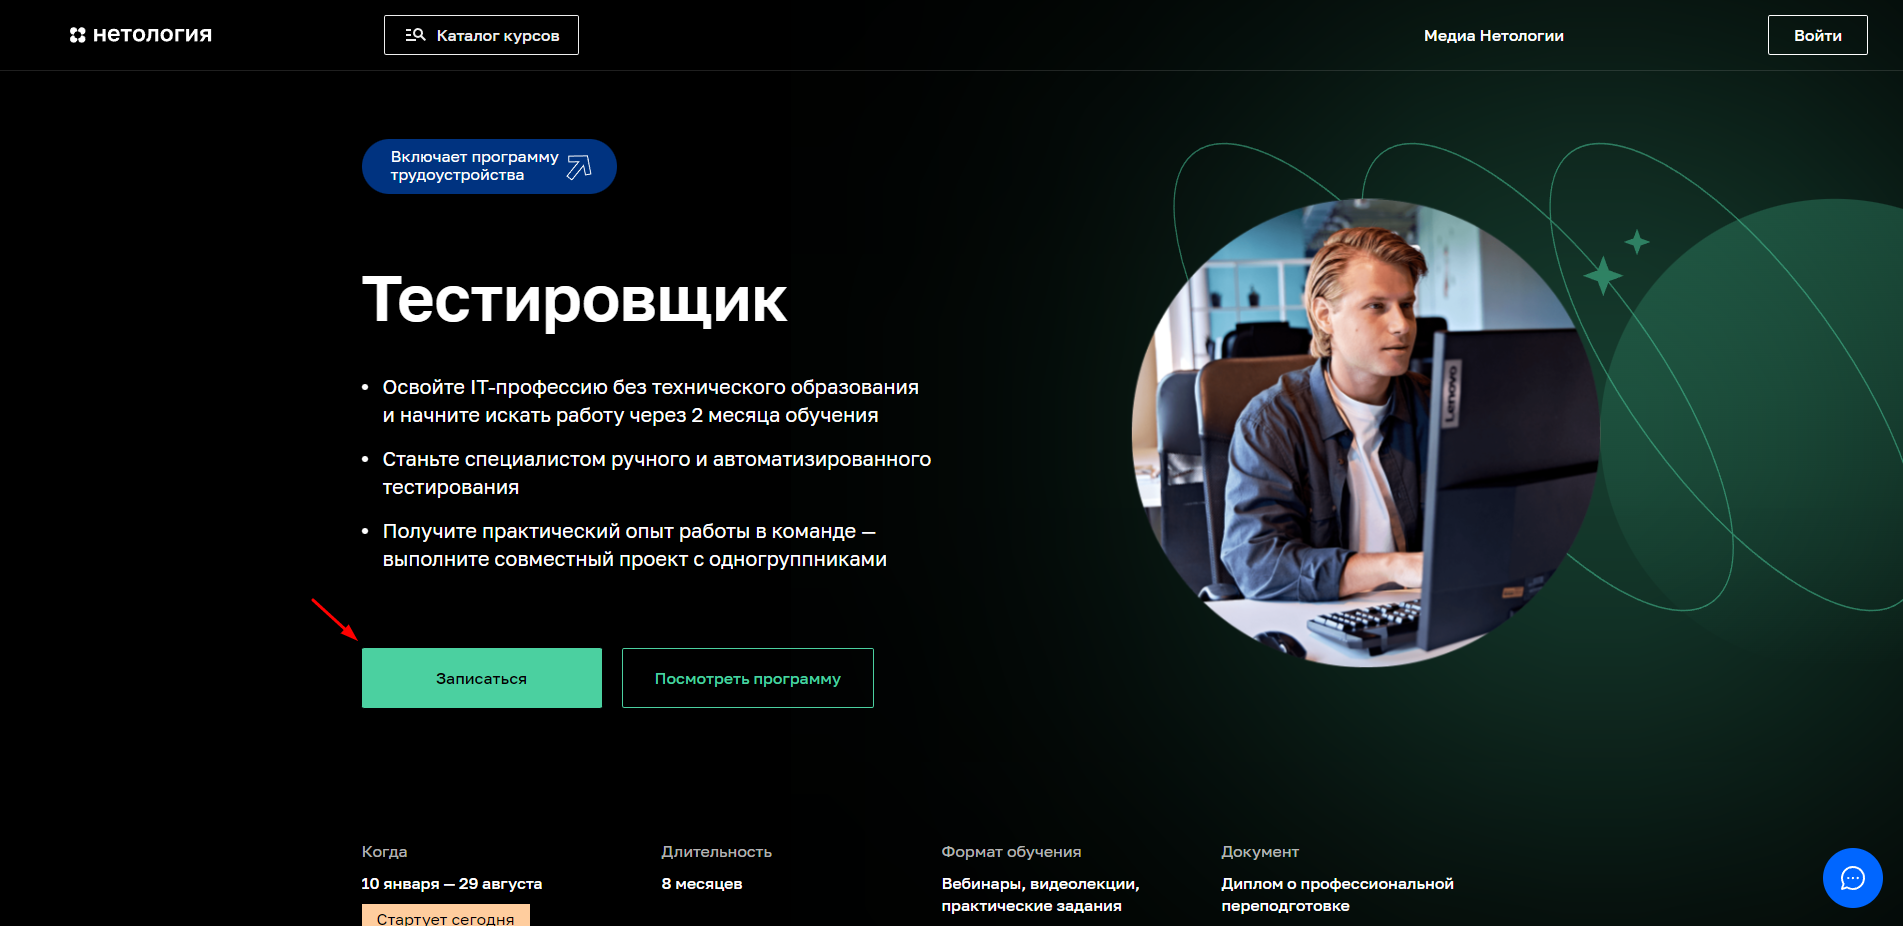 нетология
Каталог курсов
Медиа Нетологии
Войти
Включает программу
трудоустройства
Тестировщик
• Освойте IT-профессию без технического образования
и начните искать работу через 2 месяца обучения
• Станьте специалистом ручного и автоматизированного
тестирования
• Получите практический опыт работы в команде —
выполните совместный проект с одногруппниками
Lenovo
Записаться
Посмотреть программу
Когда
10 января — 29 августа
Стартует сегодня
Длительность
8 месяцев
Формат обучения
Вебинары, видеолекции,
практические задания
Документ
Диплом о профессиональной
переподготовке